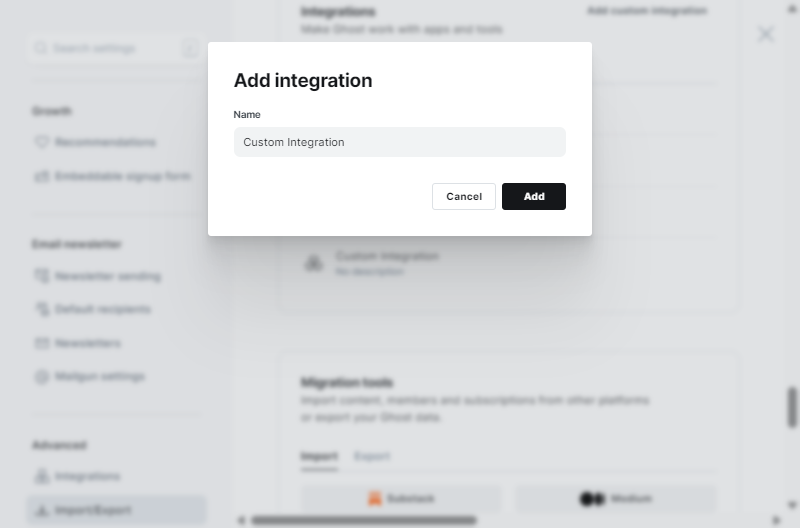 Integrations
Add custom integration
Make Ghost work with apps and tools
Search settings
Add integration
Name
Custom Integration
Cancel
Add
Growth
Recommendations
Embeddable signup form
Email newsletter
Newsletter sending
Default recipients
Newsletters
Mailgun settings
Advanced
Integrations
Import/Export
Custom Integration
No description
Migration tools
Import content, members and subscriptions from other platforms
or export your Ghost data.
Import
Export
Substack
Medium